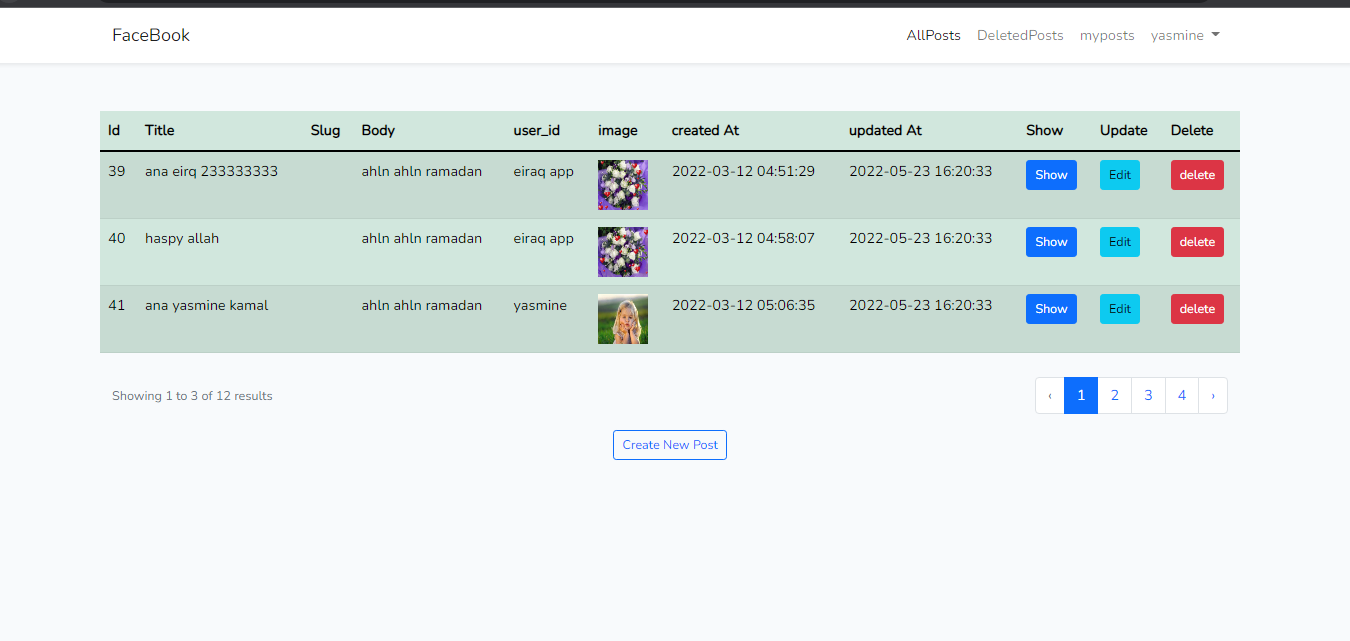 FaceBook AllPosts DeletedPosts myposts yasmine
Id Title Slug Body user_id image created At updated At Show Update Delete
39 ana eirq 233333333 ahln ahln ramadan eiraq app 2022-03-12 04:51:29 2022-05-23 16:20:33 Show Edit delete
40 haspy allah ahln ahln ramadan eiraq app 2022-03-12 04:58:07 2022-05-23 16:20:33 Show Edit delete
41 ana yasmine kamal ahln ahln ramadan yasmine 2022-03-12 05:06:35 2022-05-23 16:20:33 Show Edit delete
Showing 1 to 3 of 12 results ‹ 1 2 3 4 ›
Create New Post